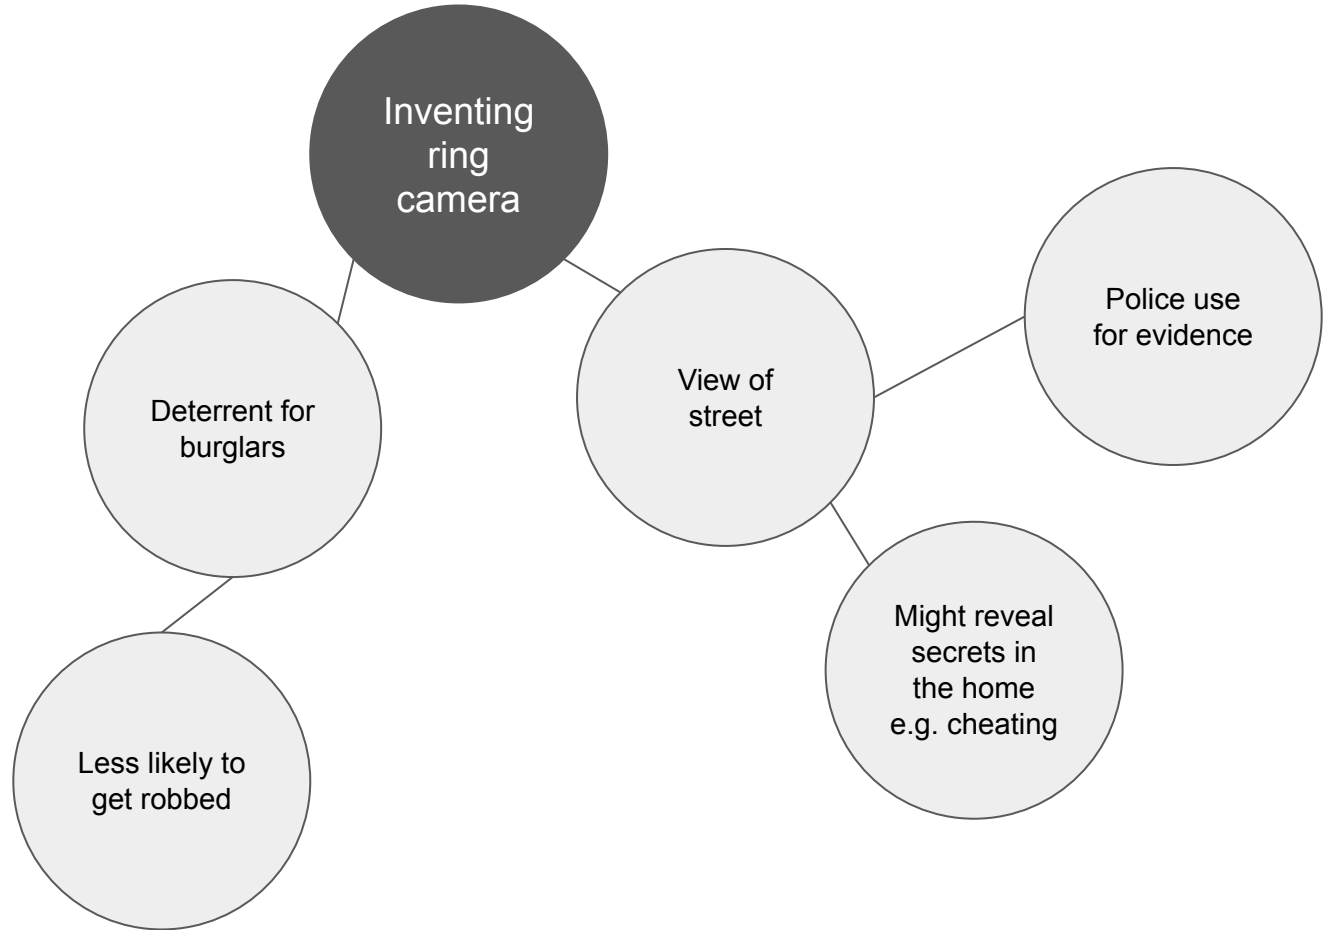 Inventing
ring
camera
Deterrent for
burglars
Less likely to
get robbed
View of
street
Police use
for evidence
Might reveal
secrets in
the home
e.g. cheating